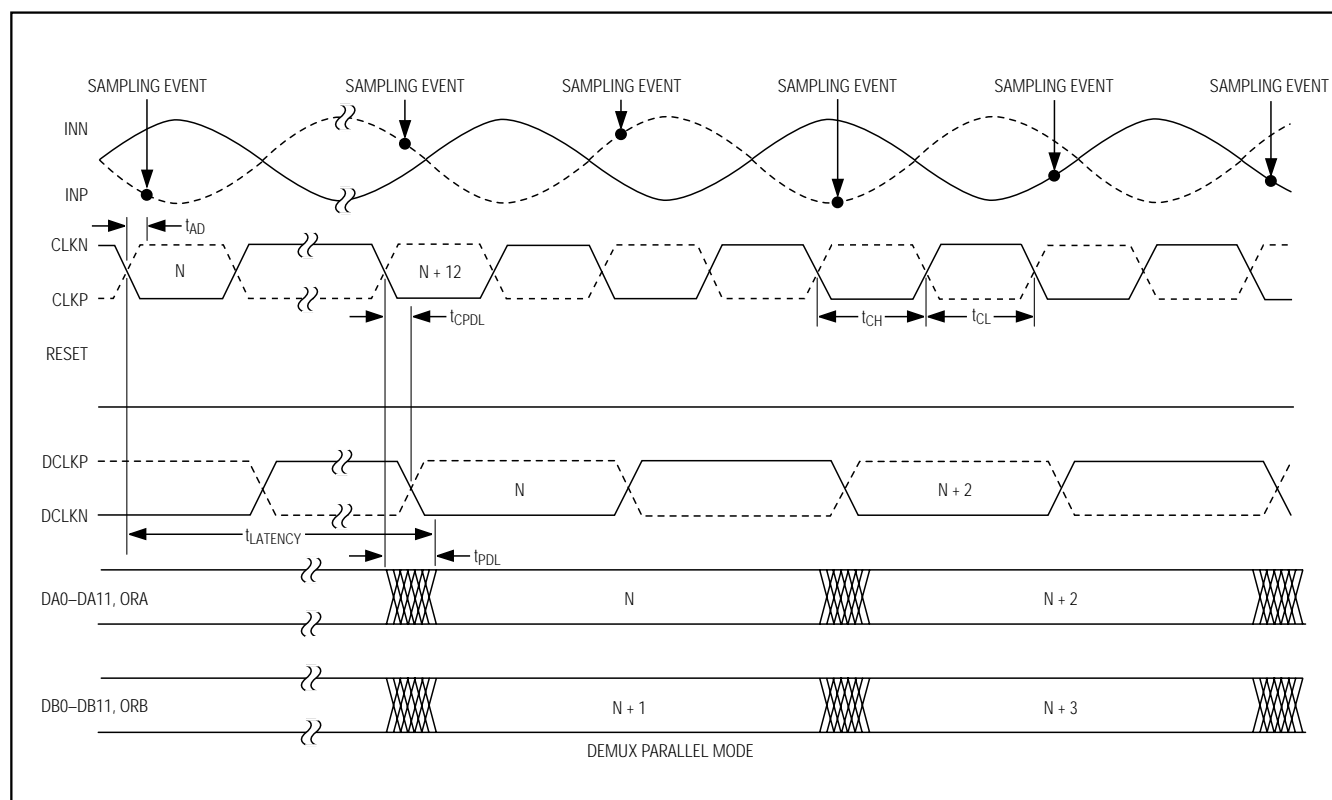 SAMPLING EVENT SAMPLING EVENT SAMPLING EVENT SAMPLING EVENT SAMPLING EVENT SAMPLING EVENT
INN
INP
tAD
CLKN
N N + 12
CLKP
tCPDL tCH tCL
RESET
DCLKP
N N + 2
DCLKN
tLATENCY
tPDL
DA0–DA11, ORA N N + 2
DB0–DB11, ORB N + 1 N + 3
DEMUX PARALLEL MODE